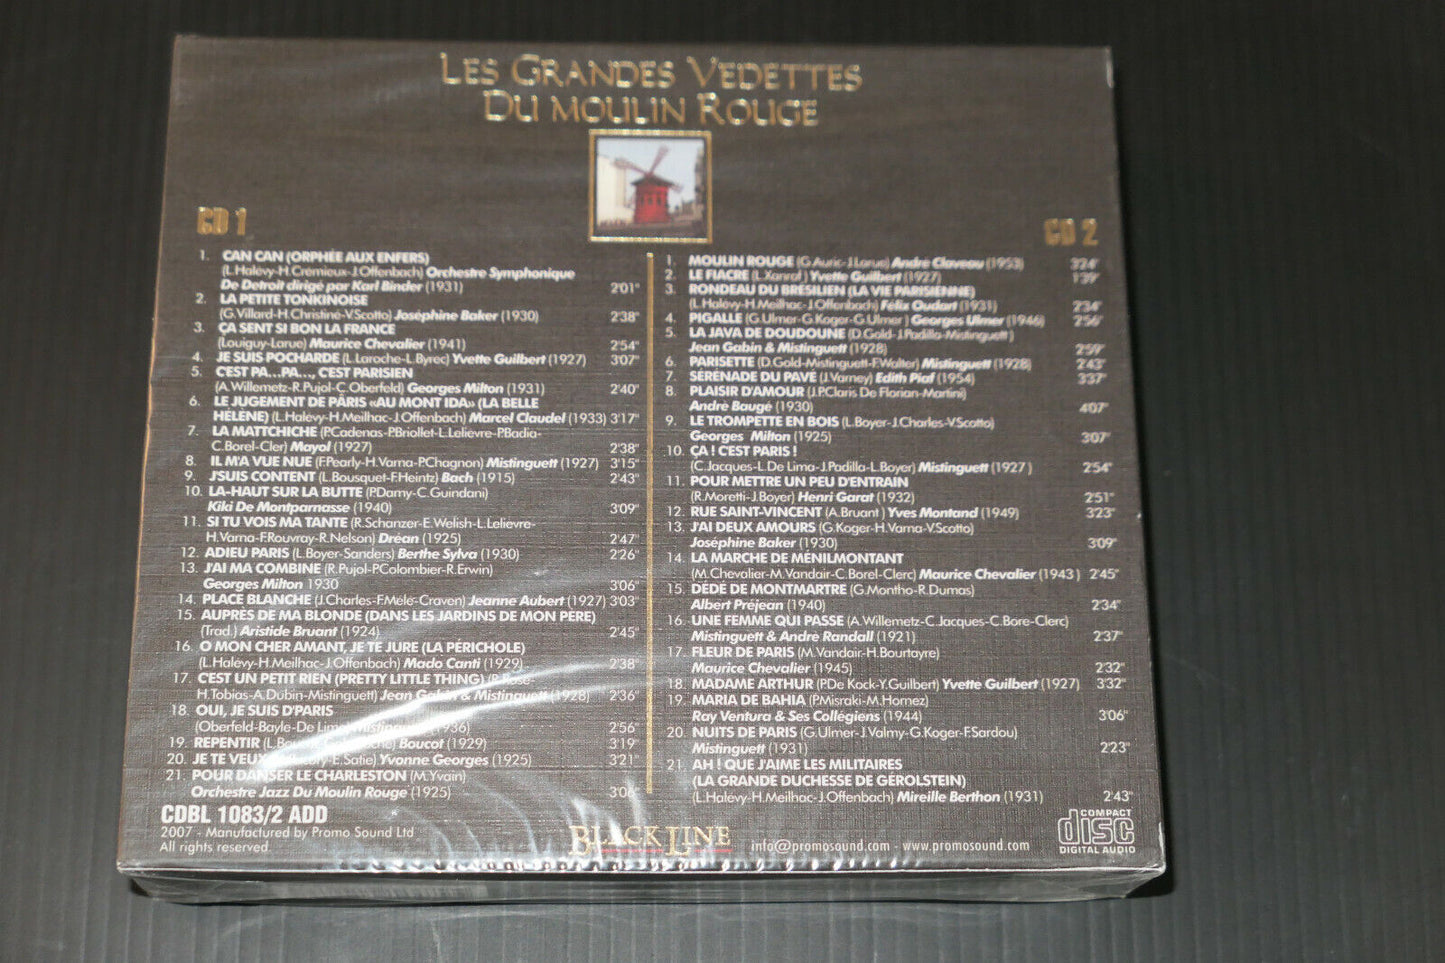 LES GRANDES VEDETTES
DU MOULIN ROUGE
CD 1
1. CAN CAN (ORPHÉE AUX ENFERS)
(L.Halévy-H.Crémieux-J.Offenbach) Orchestre Symphonique
De Detroit dirigé par Karl Binder (1931) 2'01"
2. LA PETITE TONKINOISE
(G.Villard-H.Christiné-V.Scotto) Joséphine Baker (1930) 2'38"
3. ÇA SENT SI BON LA FRANCE
(Louiguy-Larue) Maurice Chevalier (1941) 2'54"
4. JE SUIS POCHARDE (L.Laroche-L.Byrec) Yvette Guilbert (1927) 3'07"
5. C'EST PA...PA..., C'EST PARISIEN
(A.Willemetz-R.Pujol-C.Oberfeld) Georges Milton (1931) 2'40"
6. LE JUGEMENT DE PÂRIS «AU MONT IDA» (LA BELLE
HÉLÈNE) (L.Halévy-H.Meilhac-J.Offenbach) Marcel Claudel (1933) 3'17"
7. LA MATTCHICHE (P.Cadenas-P.Briollet-L.Lelièvre-P.Badia-
C.Borel-Cler) Mayol (1927) 2'38"
8. IL M'A VUE NUE (F.Pearly-H.Varna-P.Chagnon) Mistinguett (1927) 3'15"
9. J'SUIS CONTENT (L.Bousquet-F.Heintz) Bach (1915) 2'43"
10. LA-HAUT SUR LA BUTTE (P.Damy-C.Guindani)
Kiki De Montparnasse (1940) 3'09"
11. SI TU VOIS MA TANTE (R.Schanzer-E.Welish-L.Lelièvre-
H.Varna-F.Rouvray-R.Nelson) Dréan (1925) 2'47"
12. ADIEU PARIS (L.Boyer-Sanders) Berthe Sylva (1930) 2'26"
13. J'AI MA COMBINE (R.Pujol-P.Colombier-R.Erwin)
Georges Milton 1930 3'06"
14. PLACE BLANCHE (J.Charles-F.Mélé-Craven) Jeanne Aubert (1927) 3'03"
15. AUPRÈS DE MA BLONDE (DANS LES JARDINS DE MON PÈRE)
(Trad.) Aristide Bruant (1924) 2'45"
16. O MON CHER AMANT, JE TE JURE (LA PÉRICHOLE)
(L.Halévy-H.Meilhac-J.Offenbach) Mado Canti (1929) 2'38"
17. C'EST UN PETIT RIEN (PRETTY LITTLE THING) (B.Rose-
H.Tobias-A.Dubin-Mistinguett) Jean Gabin & Mistinguett (1928) 2'36"
18. OUI, JE SUIS D'PARIS
(Oberfeld-Bayle-De Lima) Mistinguett (1936) 2'56"
19. REPENTIR Boucot (1929) 3'19"
20. JE TE VEUX Yvonne Georges (1925) 3'21"
21. POUR DANSER LE CHARLESTON (M.Yvain)
Orchestre Jazz Du Moulin Rouge (1925) 3'06"
CDBL 1083/2 ADD
2007 - Manufactured by Promo Sound Ltd
All rights reserved.
CD 2
1. MOULIN ROUGE (G.Auric-J.Larue) André Claveau (1953) 3'24"
2. LE FIACRE (L.Xanrof) Yvette Guilbert (1927) 1'39"
3. RONDEAU DU BRÉSILIEN (LA VIE PARISIENNE)
(L.Halévy-H.Meilhac-J.Offenbach) Félix Oudart (1931) 2'34"
4. PIGALLE (G.Ulmer-G.Koger-G.Ulmer) Georges Ulmer (1946) 2'56"
5. LA JAVA DE DOUDOUNE (D.Gold-J.Padilla-Mistinguett)
Jean Gabin & Mistinguett (1928) 2'59"
6. PARISETTE (D.Gold-Mistinguett-F.Walter) Mistinguett (1928) 2'43"
7. SÉRÉNADE DU PAVÉ (J.Varney) Edith Piaf (1954) 3'37"
8. PLAISIR D'AMOUR (J.P.Claris De Florian-Martini)
André Baugé (1930) 4'07"
9. LE TROMPETTE EN BOIS (L.Boyer-J.Charles-V.Scotto)
Georges Milton (1925) 3'07"
10. ÇA ! C'EST PARIS !
(C.Jacques-L.De Lima-J.Padilla-L.Boyer) Mistinguett (1927 ) 2'54"
11. POUR METTRE UN PEU D'ENTRAIN
(R.Moretti-J.Boyer) Henri Garat (1932) 2'51"
12. RUE SAINT-VINCENT (A.Bruant ) Yves Montand (1949) 3'23"
13. J'AI DEUX AMOURS (G.Koger-H.Varna-V.Scotto)
Joséphine Baker (1930) 3'09"
14. LA MARCHE DE MÉNILMONTANT
(M.Chevalier-M.Vandair-C.Borel-Clerc) Maurice Chevalier (1943 ) 2'45"
15. DÉDÉ DE MONTMARTRE (G.Montho-R.Dumas)
Albert Préjean (1940) 2'34"
16. UNE FEMME QUI PASSE (A.Willemetz-C.Jacques-C.Bore-Clerc)
Mistinguett & André Randall (1921) 2'37"
17. FLEUR DE PARIS (M.Vandair-H.Bourtayre)
Maurice Chevalier (1945) 2'32"
18. MADAME ARTHUR (P.De Kock-Y.Guilbert) Yvette Guilbert (1927) 3'32"
19. MARIA DE BAHIA (P.Misraki-M.Hornez)
Ray Ventura & Ses Collégiens (1944) 3'06"
20. NUITS DE PARIS (G.Ulmer-J.Valmy-G.Koger-F.Sardou)
Mistinguett (1931) 2'23"
21. AH ! QUE J'AIME LES MILITAIRES
(LA GRANDE DUCHESSE DE GÉROLSTEIN)
(L.Halévy-H.Meilhac-J.Offenbach) Mireille Berthon (1931) 2'43"
BLACK LINE
info@promosound.com - www.promosound.com
COMPACT
disc
DIGITAL AUDIO